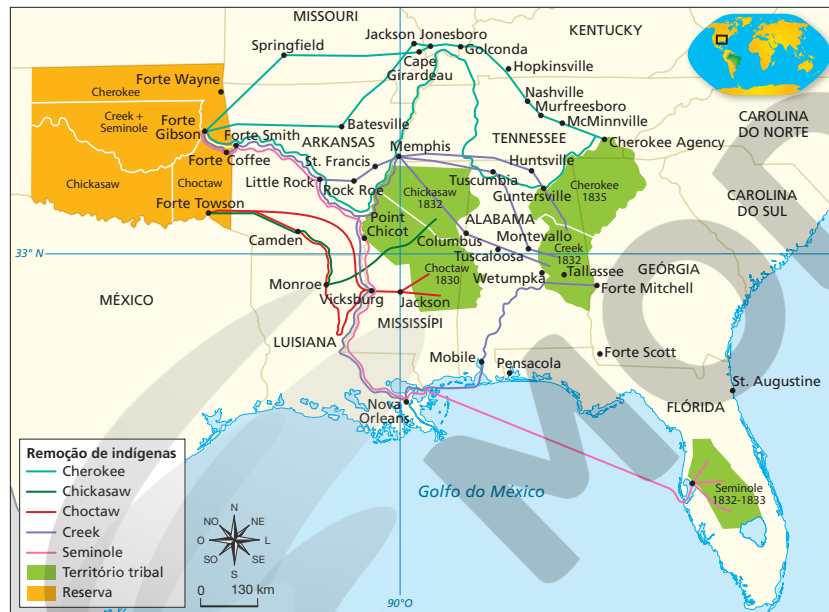 MISSOURI
KENTUCKY
Springfield
Jackson
Jonesboro
Cape
Girardeau
Golconda
Hopkinsville
Forte Wayne
Cherokee
Nashville
Murfreesboro
McMinnville
CAROLINA
DO NORTE
Creek +
Seminole
Forte
Gibson
Forte Smith
Batesville
ARKANSAS
Forte Coffee
St. Francis
Memphis
TENNESSEE
Cherokee Agency
Huntsville
Chickasaw
Choctaw
Little Rock
Rock Roe
Chickasaw
1832
Tuscumbia
Guntersville
Cherokee
1835
CAROLINA
DO SUL
Forte Towson
Camden
Point
Chicot
ALABAMA
Columbus
Montevallo
Tuscaloosa
Creek
1832
33° N
Choctaw
1830
Wetumpka
Tallassee
GEÓRGIA
MÉXICO
Monroe
Vicksburg
Jackson
Forte Mitchell
MISSISSÍPI
LUISIANA
Mobile
Pensacola
Forte Scott
St. Augustine
Nova
Orleans
FLÓRIDA
Remoção de indígenas
Cherokee
Chickasaw
Choctaw
Creek
Seminole
Território tribal
Reserva
N
NO
NE
O
L
SO
SE
S
0
130 km
Golfo do México
Seminole
1832-1833
90°O
MO